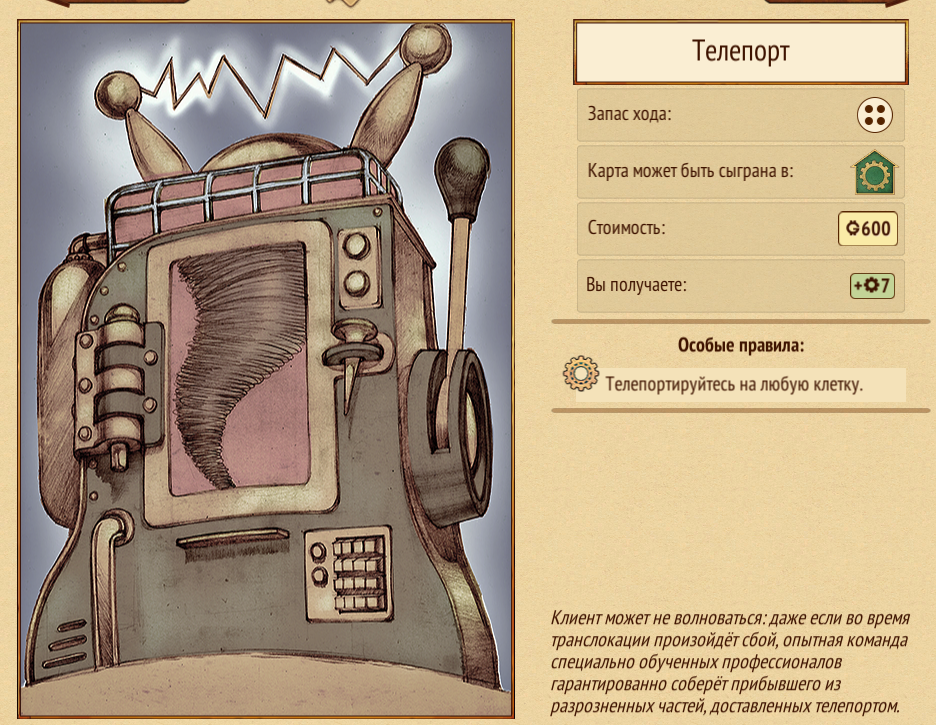 Телепорт
Запас хода:
Карта может быть сыграна в:
Стоимость:
600
Вы получаете:
+7
Особые правила:
Телепортируйтесь на любую клетку.
Клиент может не волноваться: даже если во время
транслокации произойдёт сбой, опытная команда
специально обученных профессионалов
гарантированно соберёт прибывшего из
разрозненных частей, доставленных телепортом.